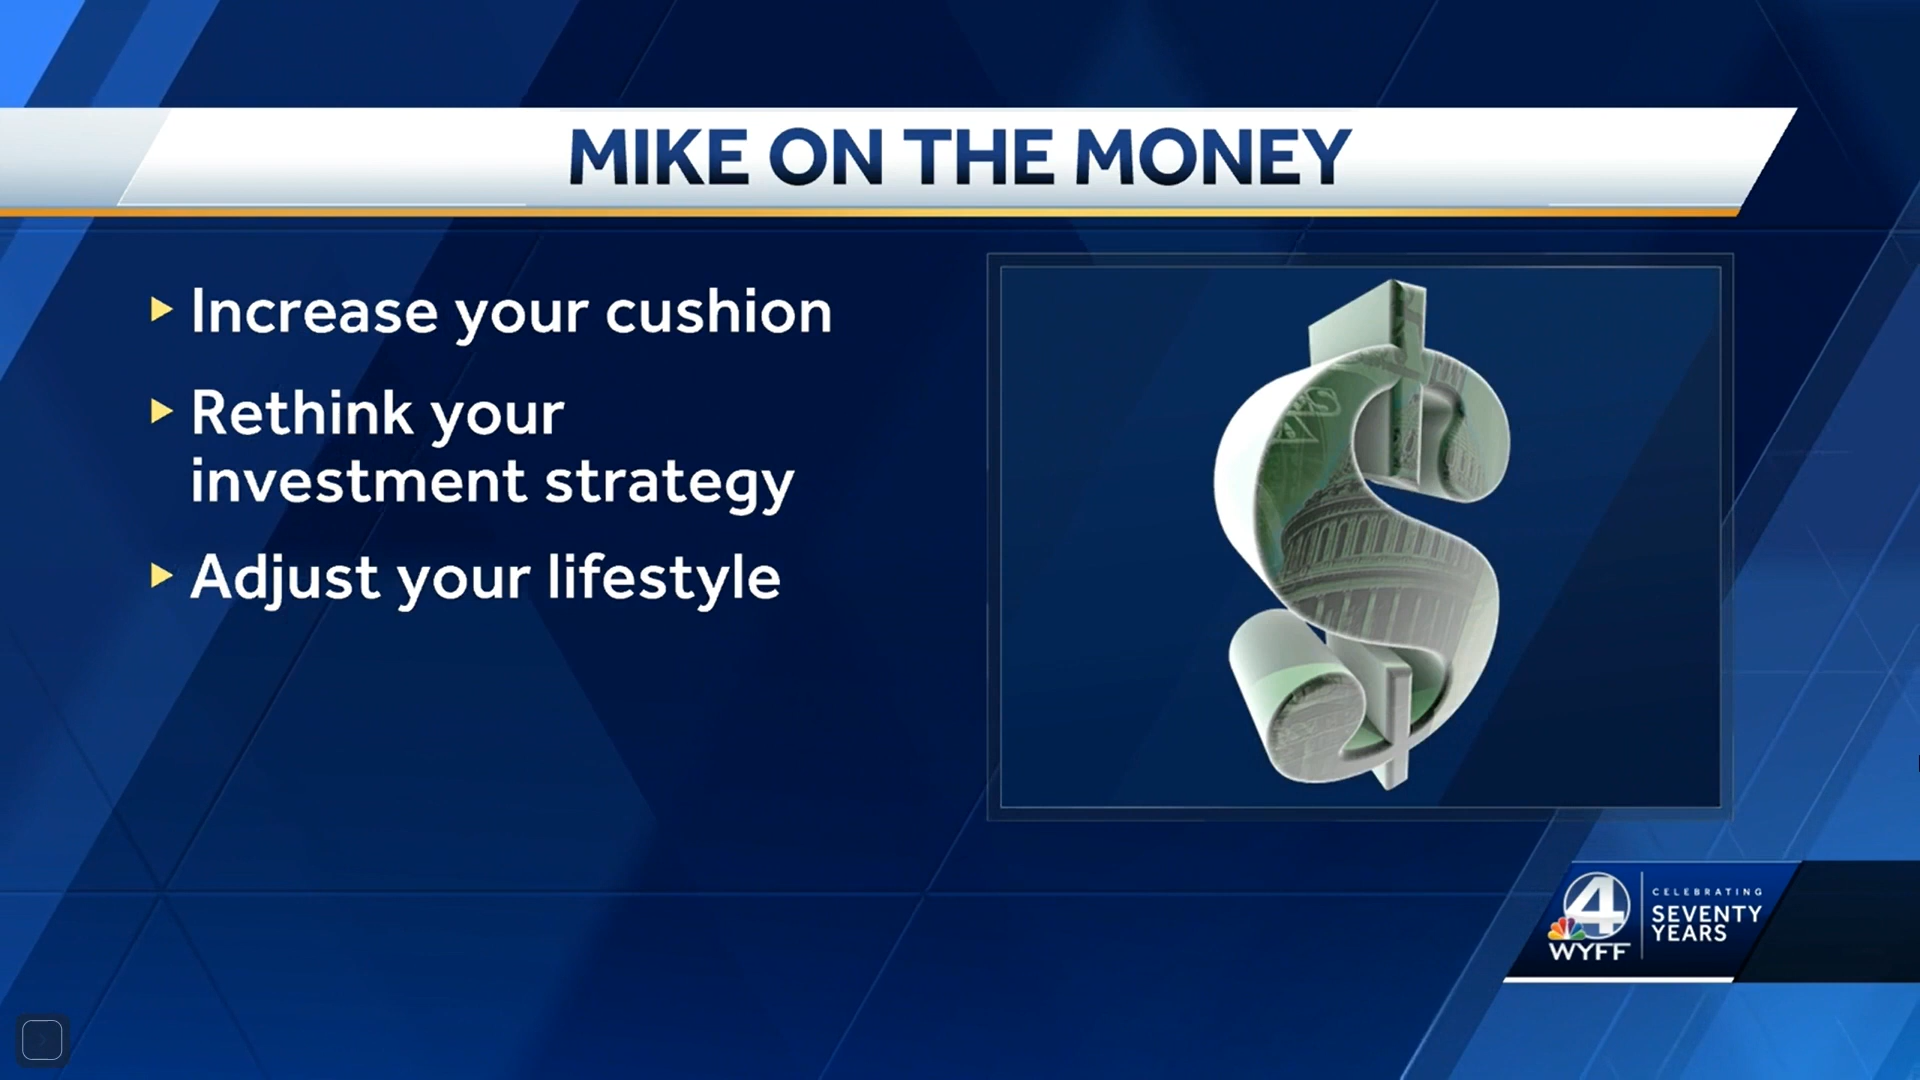 MIKE ON THE MONEY
Increase your cushion
Rethink your
investment strategy
Adjust your lifestyle
4
WYFF
CELEBRATING
SEVENTY
YEARS